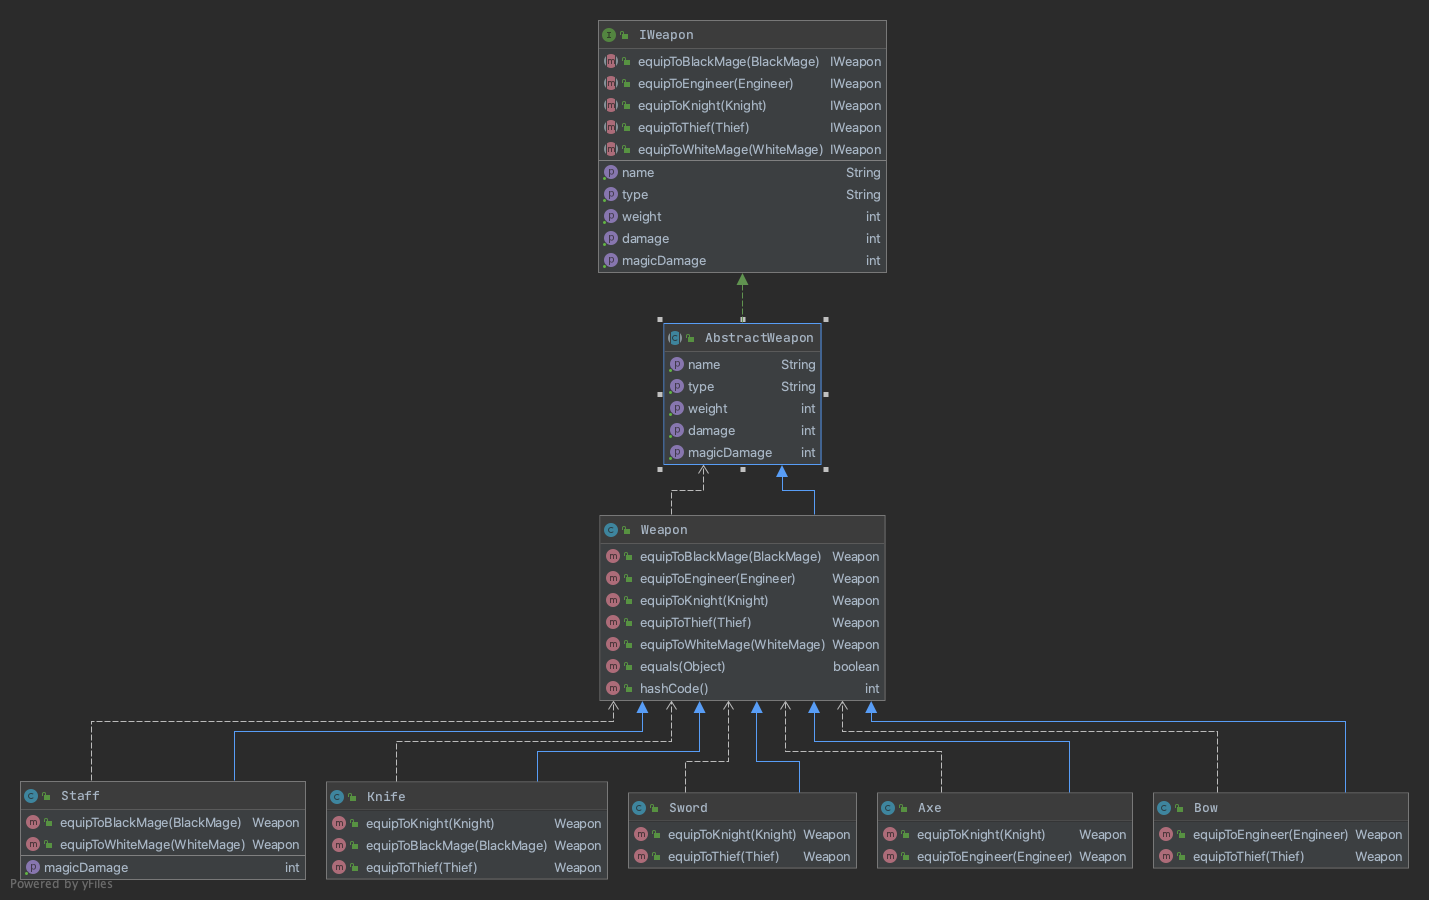 IWeapon
equipToBlackMage(BlackMage) IWeapon
equipToEngineer(Engineer) IWeapon
equipToKnight(Knight) IWeapon
equipToThief(Thief) IWeapon
equipToWhiteMage(WhiteMage) IWeapon
name String
type String
weight int
damage int
magicDamage int
AbstractWeapon
name String
type String
weight int
damage int
magicDamage int
Weapon
equipToBlackMage(BlackMage) Weapon
equipToEngineer(Engineer) Weapon
equipToKnight(Knight) Weapon
equipToThief(Thief) Weapon
equipToWhiteMage(WhiteMage) Weapon
equals(Object) boolean
hashCode() int
Staff
equipToBlackMage(BlackMage) Weapon
equipToWhiteMage(WhiteMage) Weapon
magicDamage int
Knife
equipToKnight(Knight) Weapon
equipToBlackMage(BlackMage) Weapon
equipToThief(Thief) Weapon
Sword
equipToKnight(Knight) Weapon
equipToThief(Thief) Weapon
Axe
equipToKnight(Knight) Weapon
equipToEngineer(Engineer) Weapon
Bow
equipToEngineer(Engineer) Weapon
equipToThief(Thief) Weapon
Powered by yFiles